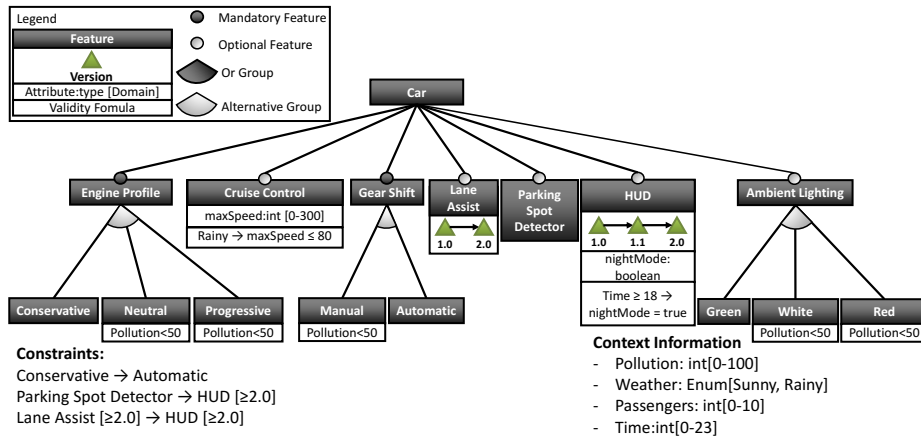 Legend
Feature
Version
Attribute:type [Domain]
Validity Fomula
Mandatory Feature
Optional Feature
Or Group
Alternative Group
Car
Engine Profile
Cruise Control
maxSpeed:int [0-300]
Rainy → maxSpeed ≤ 80
Gear Shift
Lane
Assist
1.0 2.0
Parking
Spot
Detector
HUD
1.0 1.1 2.0
nightMode:
boolean
Time ≥ 18 →
nightMode = true
Ambient Lighting
Conservative
Neutral
Pollution<50
Progressive
Pollution<50
Manual
Pollution<50
Automatic
Green
White
Pollution<50
Red
Pollution<50
Constraints:
Conservative → Automatic
Parking Spot Detector → HUD [≥2.0]
Lane Assist [≥2.0] → HUD [≥2.0]
Context Information
- Pollution: int[0-100]
- Weather: Enum[Sunny, Rainy]
- Passengers: int[0-10]
- Time:int[0-23]